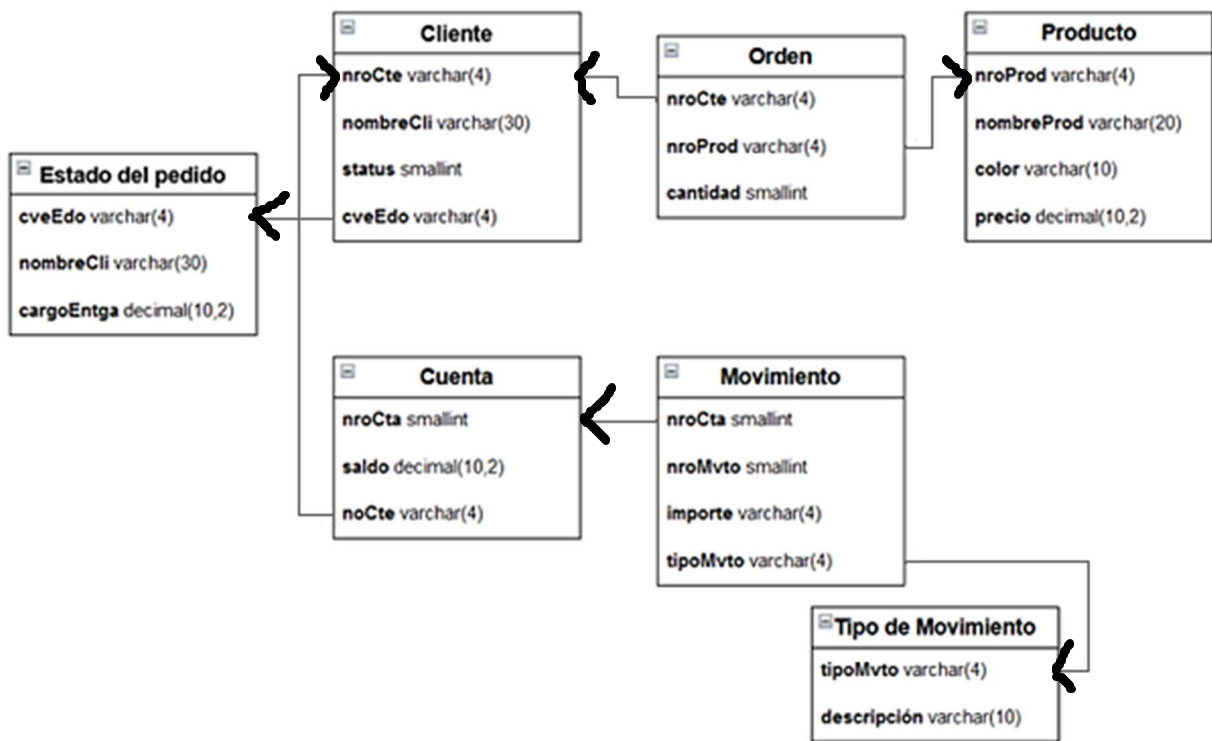 Cliente
nroCte varchar(4)
nombreCli varchar(30)
status smallint
cveEdo varchar(4)
Orden
nroCte varchar(4)
nroProd varchar(4)
cantidad smallint
Producto
nroProd varchar(4)
nombreProd varchar(20)
color varchar(10)
precio decimal(10,2)
Estado del pedido
cveEdo varchar(4)
nombreCli varchar(30)
cargoEntga decimal(10,2)
Cuenta
nroCta smallint
saldo decimal(10,2)
noCte varchar(4)
Movimiento
nroCta smallint
nroMvto smallint
importe varchar(4)
tipoMvto varchar(4)
Tipo de Movimiento
tipoMvto varchar(4)
descripción varchar(10)